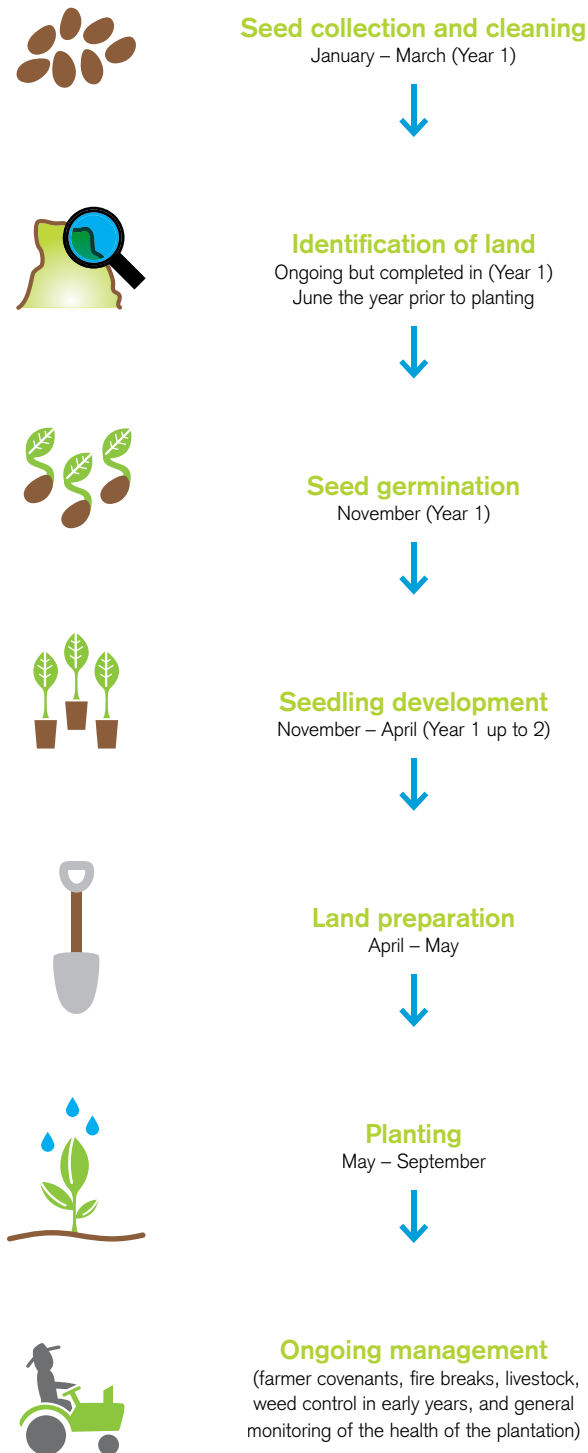 Seed collection and cleaning
January – March (Year 1)
Identification of land
Ongoing but completed in (Year 1)
June the year prior to planting
Seed germination
November (Year 1)
Seedling development
November – April (Year 1 up to 2)
Land preparation
April – May
Planting
May – September
Ongoing management
(farmer covenants, fire breaks, livestock,
weed control in early years, and general
monitoring of the health of the plantation)